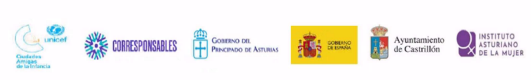 unicef
Ciudades
Amigas
de la Infancia
CORRESPONSABLES
GOBIERNO DEL
PRINCIPADO DE ASTURIAS
GOBIERNO
DE ESPAÑA
Ayuntamiento
de Castrillón
INSTITUTO
ASTURIANO
DE LA MUJER